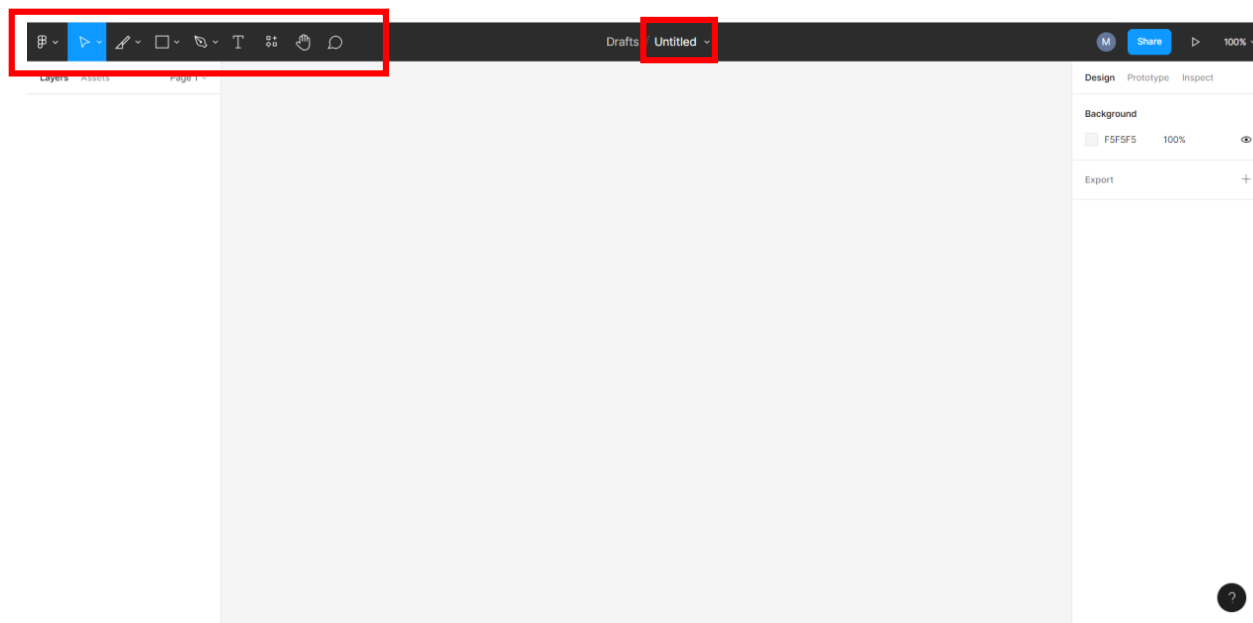 Drafts / Untitled
M Share 100%
Layers Assets Page 1
Design Prototype Inspect
Background
F5F5F5 100%
Export
?